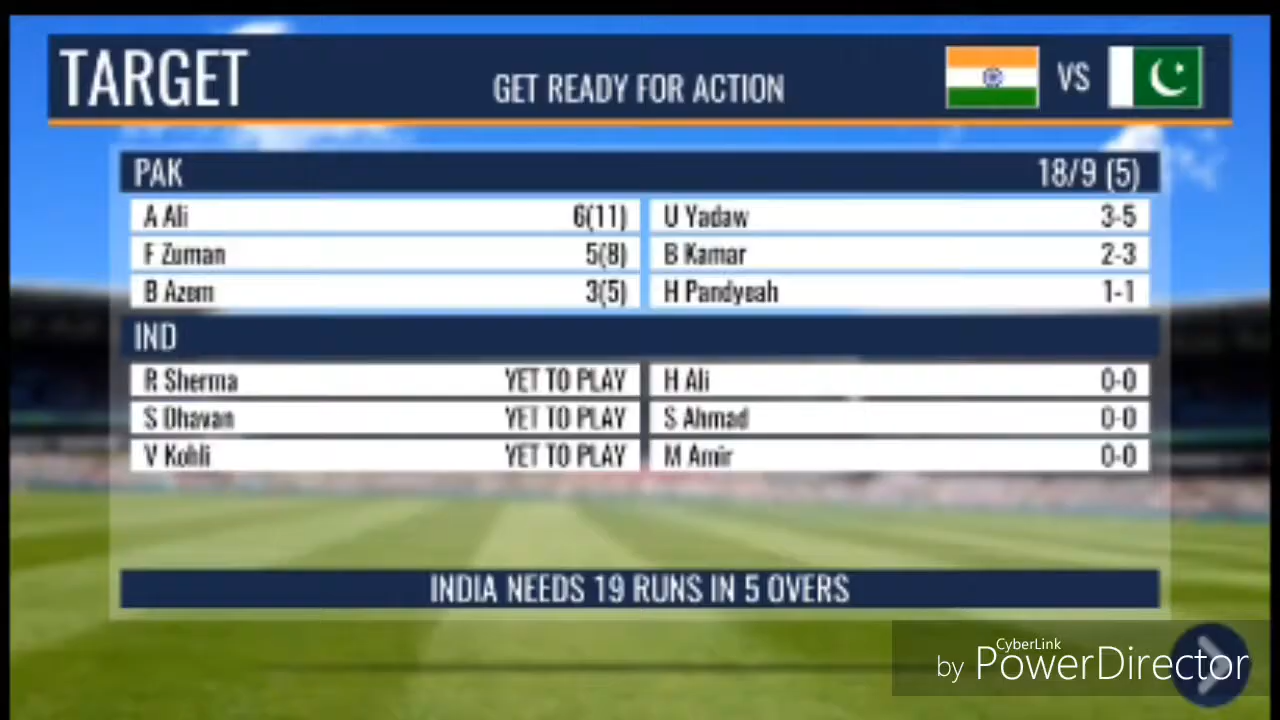 TARGET
GET READY FOR ACTION
VS
PAK 18/9 (5)
A Ali 6(11) U Yadaw 3-5
F Zuman 5(8) B Kamar 2-3
B Azem 3(5) H Pandyeah 1-1
IND
R Sherma YET TO PLAY H Ali 0-0
S Dhavan YET TO PLAY S Ahmad 0-0
V Kohli YET TO PLAY M Amir 0-0
INDIA NEEDS 19 RUNS IN 5 OVERS
CyberLink
by PowerDirector